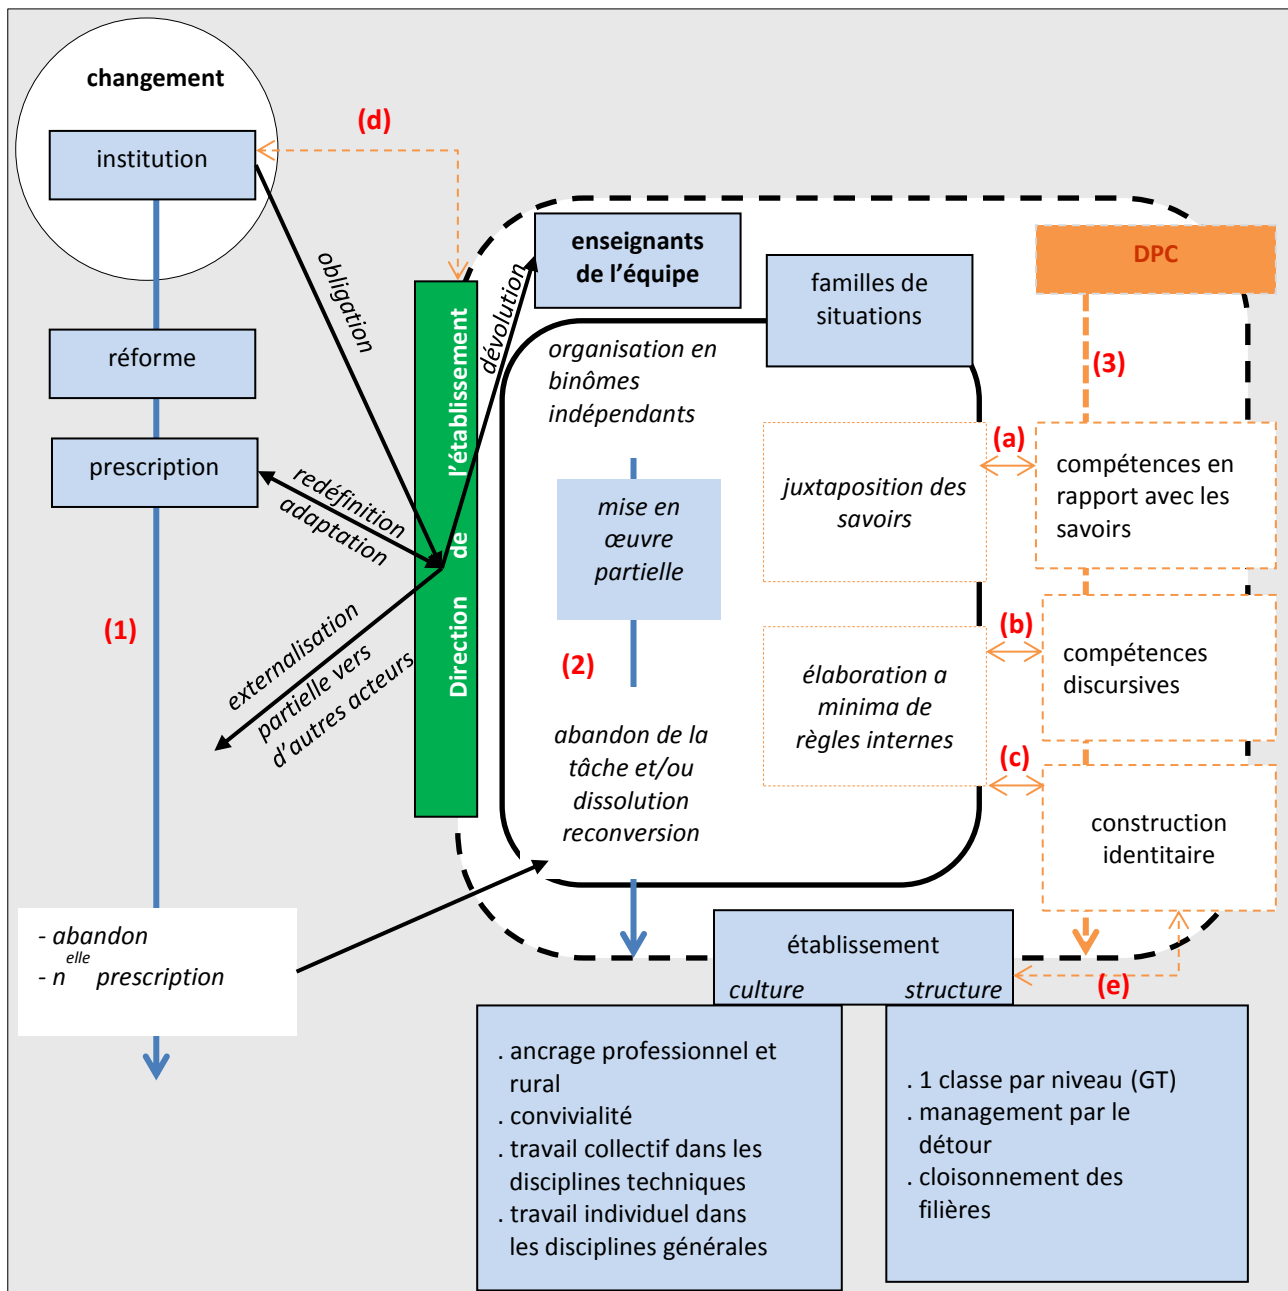 changement
institution
(d)
obligation
dévolution
enseignants
de l’équipe
DPC
familles de
situations
réforme
(3)
organisation en
binômes
indépendants
prescription
redéfinition
adaptation
Direction de l’établissement
(a)
juxtaposition des
savoirs
compétences en
rapport avec les
savoirs
mise en
œuvre
partielle
(1)
externalisation
partielle vers
d’autres acteurs
(2)
(b)
élaboration a
minima de
règles internes
compétences
discursives
(c)
abandon de la
tâche et/ou
dissolution
reconversion
construction
identitaire
- abandon
- nelle prescription
établissement
culture structure
(e)
. ancrage professionnel et
rural
. convivialité
. travail collectif dans les
disciplines techniques
. travail individuel dans
les disciplines générales
. 1 classe par niveau (GT)
. management par le
détour
. cloisonnement des
filières